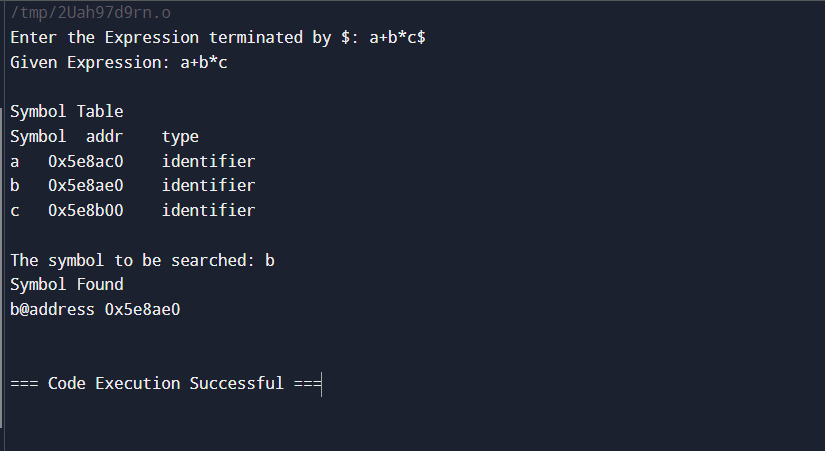 /tmp/2Uah97d9rn.o
Enter the Expression terminated by $: a+b*c$
Given Expression: a+b*c
Symbol Table
Symbol  addr    type
a   0x5e8ac0    identifier
b   0x5e8ae0    identifier
c   0x5e8b00    identifier
The symbol to be searched: b
Symbol Found
b@address 0x5e8ae0
=== Code Execution Successful ===